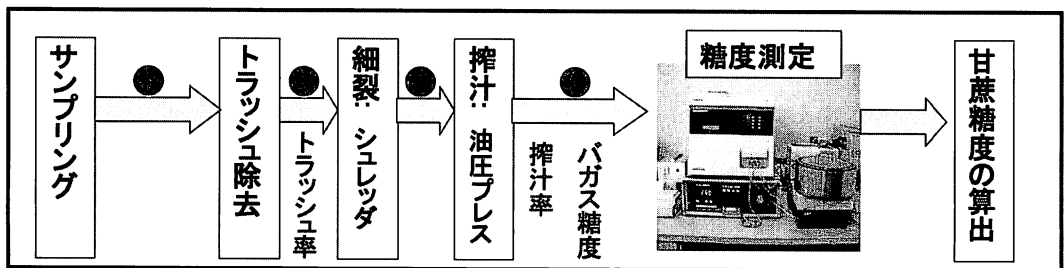 サンプリング
トラッシュ除去
トラッシュ率
細裂: シュレッダ
搾汁: 油圧プレス
搾汁率
バガス糖度
糖度測定
甘蔗糖度の算出